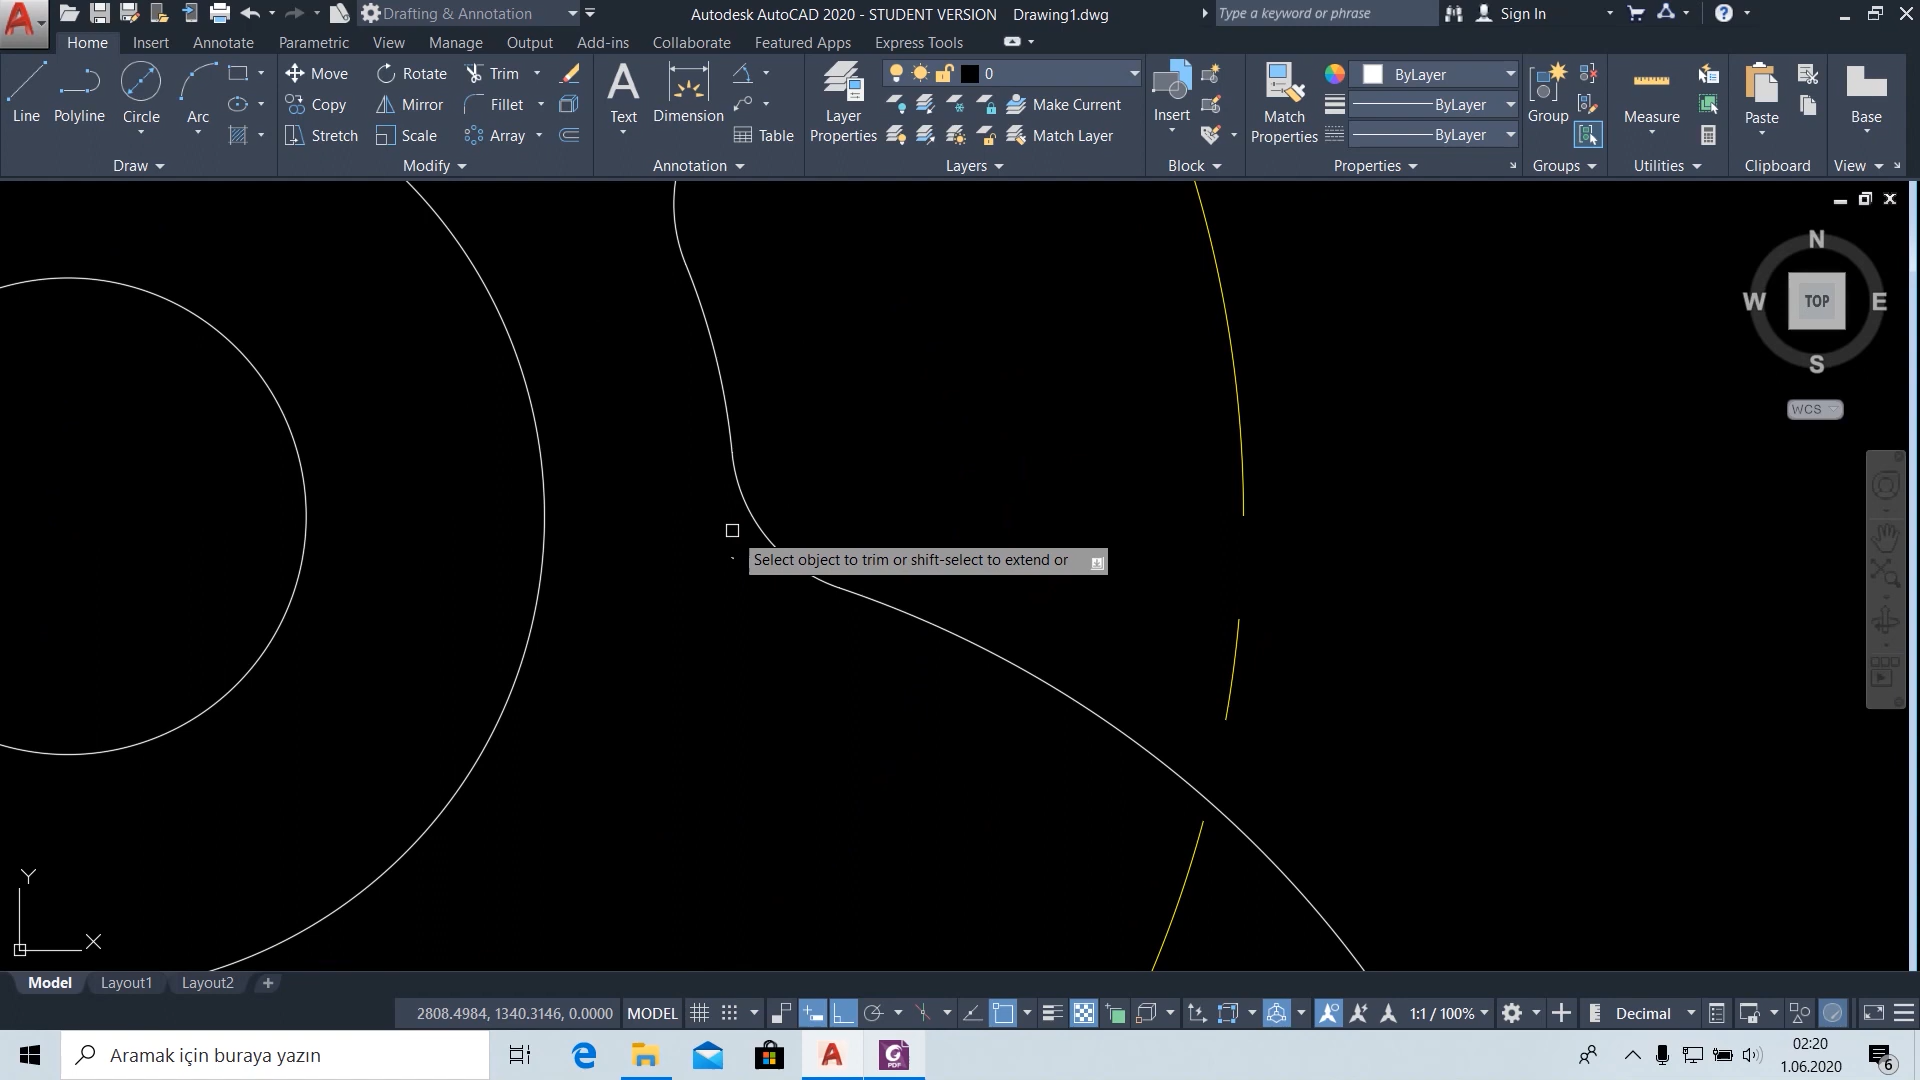 Drafting & Annotation
Autodesk AutoCAD 2020 - STUDENT VERSION Drawing1.dwg
Type a keyword or phrase
Sign In
Home Insert Annotate Parametric View Manage Output Add-ins Collaborate Featured Apps Express Tools
Line Polyline Circle Arc
Move Rotate Trim
Copy Mirror Fillet
Stretch Scale Array
Text Dimension
Table
Layer Properties
0
Make Current
Match Layer
Insert
Match Properties
ByLayer
ByLayer
ByLayer
Group
Measure
Paste
Base
Draw Modify Annotation Layers Block Properties Groups Utilities Clipboard View
N
W TOP E
S
WCS
Select object to trim or shift-select to extend or
Y
X
Model Layout1 Layout2 +
2808.4984, 1340.3146, 0.0000 MODEL 1:1 / 100% Decimal
Aramak için buraya yazın
PDF
02:20
1.06.2020
6